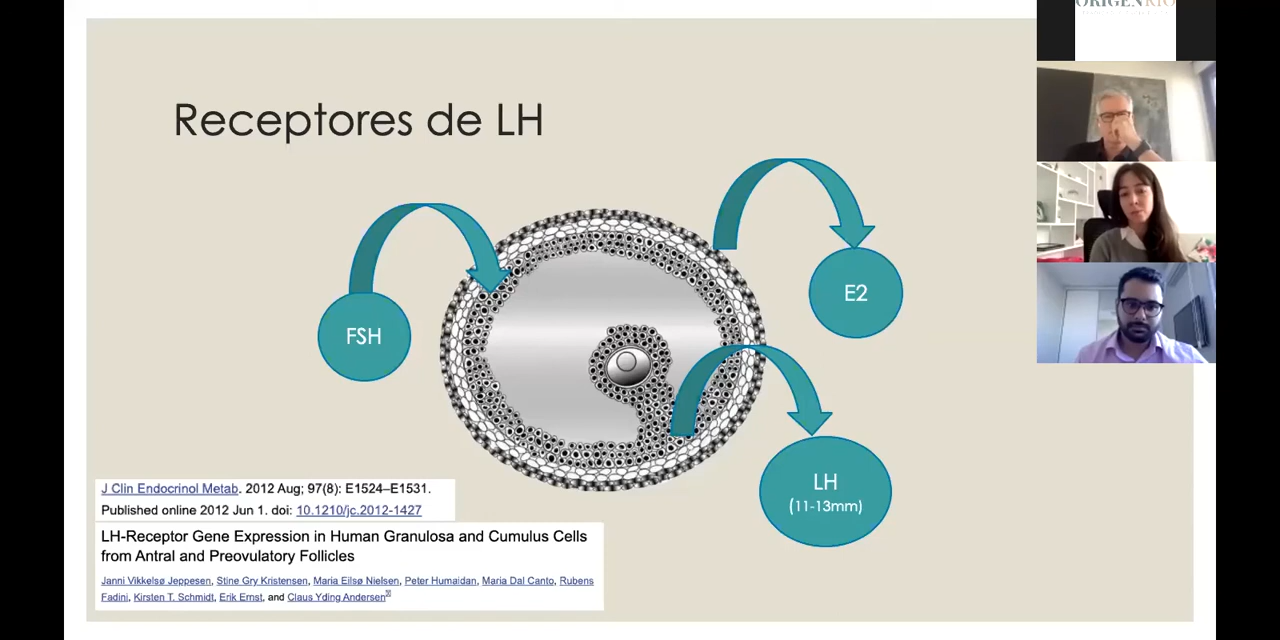 ORIGENRIO
Receptores de LH
FSH
E2
LH
(11-13mm)
J Clin Endocrinol Metab. 2012 Aug; 97(8): E1524–E1531.
Published online 2012 Jun 1. doi: 10.1210/jc.2012-1427
LH-Receptor Gene Expression in Human Granulosa and Cumulus Cells
from Antral and Preovulatory Follicles
Janni Vikkelsø Jeppesen, Stine Gry Kristensen, Maria Eilsø Nielsen, Peter Humaidan, Maria Dal Canto, Rubens
Fadini, Kirsten T. Schmidt, Erik Ernst, and Claus Yding Andersen